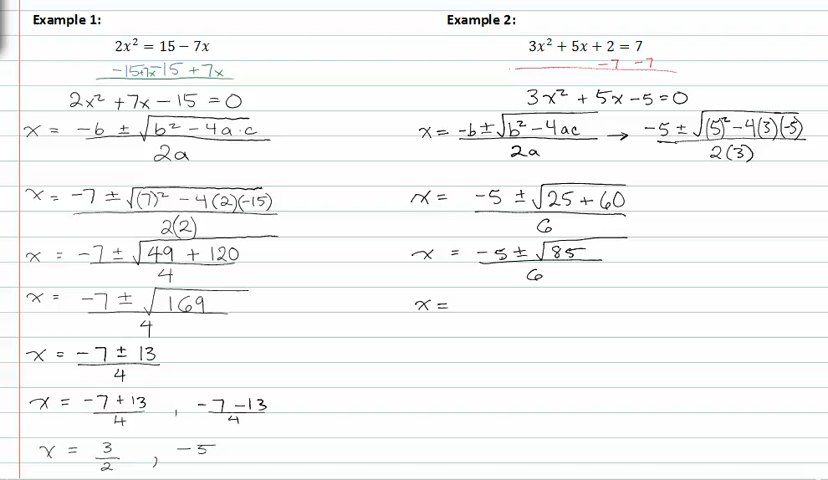 Example 1:
2x² = 15 − 7x
−15+7x −15 + 7x
2x² + 7x − 15 = 0
x = (−b ± √(b² − 4a·c)) / 2a
x = (−7 ± √((7)² − 4(2)(−15))) / 2(2)
x = (−7 ± √(49 + 120)) / 4
x = (−7 ± √169) / 4
x = (−7 ± 13) / 4
x = (−7 + 13) / 4 , (−7 − 13) / 4
x = 3/2 , −5
Example 2:
3x² + 5x + 2 = 7
−7 −7
3x² + 5x − 5 = 0
x = (−b ± √(b² − 4ac)) / 2a → (−5 ± √((5)² − 4(3)(−5))) / 2(3)
x = (−5 ± √(25 + 60)) / 6
x = (−5 ± √85) / 6
x =